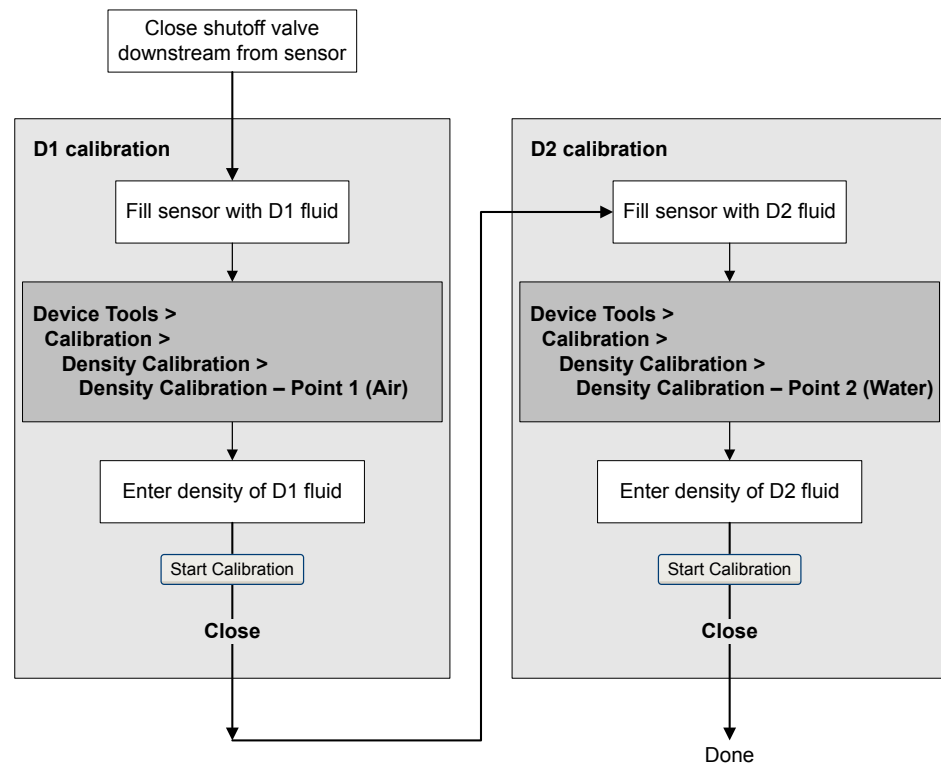 Close shutoff valve
downstream from sensor
D1 calibration
Fill sensor with D1 fluid
Device Tools >
Calibration >
Density Calibration >
Density Calibration – Point 1 (Air)
Enter density of D1 fluid
Start Calibration
Close
D2 calibration
Fill sensor with D2 fluid
Device Tools >
Calibration >
Density Calibration >
Density Calibration – Point 2 (Water)
Enter density of D2 fluid
Start Calibration
Close
Done